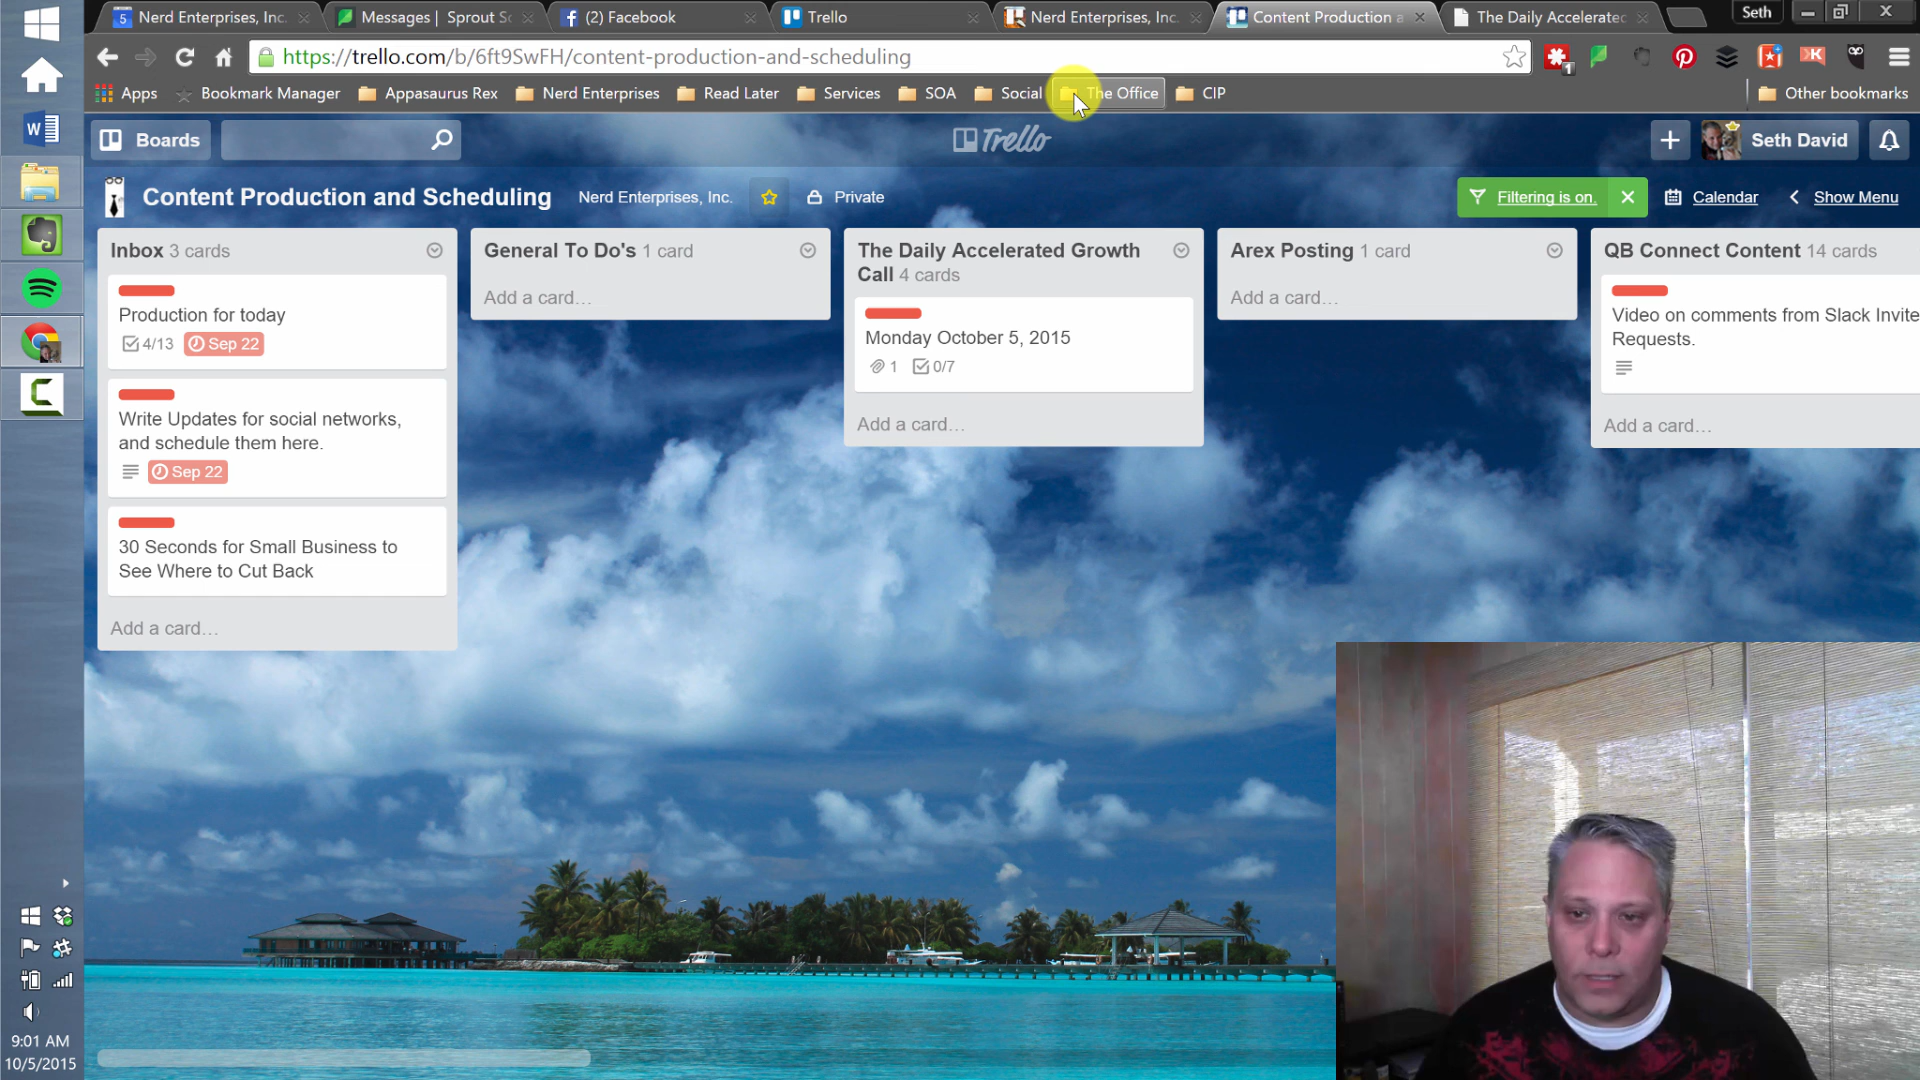 Nerd Enterprises, Inc.
Messages | Sprout Sc
(2) Facebook
Trello
Nerd Enterprises, Inc.
Content Production a
The Daily Accelerated
Seth
https://trello.com/b/6ft9SwFH/content-production-and-scheduling
Apps
Bookmark Manager
Appasaurus Rex
Nerd Enterprises
Read Later
Services
SOA
Social
The Office
CIP
Other bookmarks
Boards
Trello
Seth David
Content Production and Scheduling
Nerd Enterprises, Inc.
Private
Filtering is on.
Calendar
Show Menu
Inbox 3 cards
Production for today
4/13 Sep 22
Write Updates for social networks,
and schedule them here.
Sep 22
30 Seconds for Small Business to
See Where to Cut Back
Add a card…
General To Do's 1 card
Add a card…
The Daily Accelerated Growth
Call 4 cards
Monday October 5, 2015
1 0/7
Add a card…
Arex Posting 1 card
Add a card…
QB Connect Content 14 cards
Video on comments from Slack Invite
Requests.
Add a card…
9:01 AM
10/5/2015